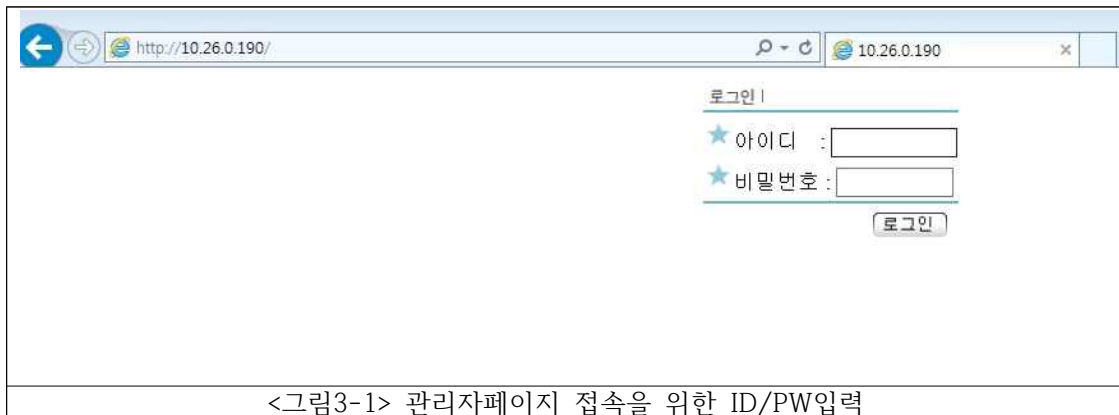 http://10.26.0.190/
10.26.0.190
로그인 |
아이디 :
비밀번호 :
로그인
<그림3-1> 관리자페이지 접속을 위한 ID/PW입력